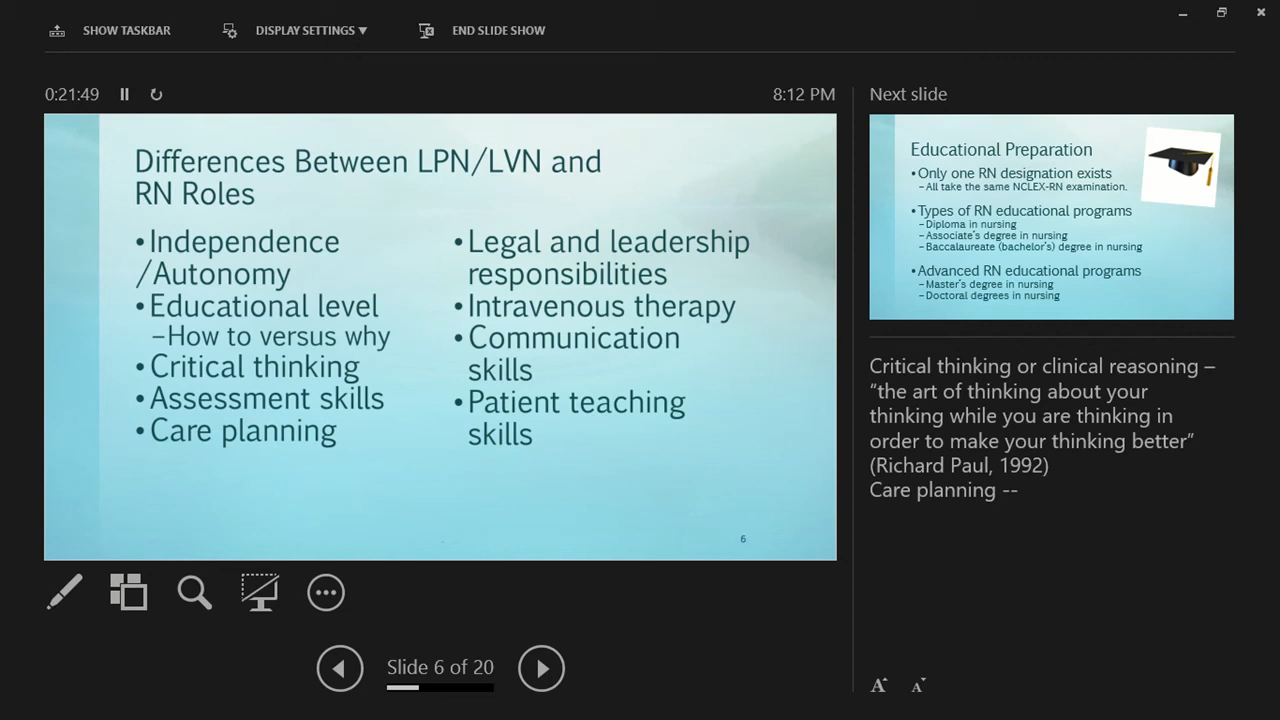 SHOW TASKBAR
DISPLAY SETTINGS ▼
END SLIDE SHOW
0:21:49
8:12 PM
Differences Between LPN/LVN and
RN Roles
•Independence
/Autonomy
•Educational level
–How to versus why
•Critical thinking
•Assessment skills
•Care planning
•Legal and leadership
responsibilities
•Intravenous therapy
•Communication
skills
•Patient teaching
skills
6
Slide 6 of 20
Next slide
Educational Preparation
•Only one RN designation exists
–All take the same NCLEX-RN examination.
•Types of RN educational programs
–Diploma in nursing
–Associate's degree in nursing
–Baccalaureate (bachelor's) degree in nursing
•Advanced RN educational programs
–Master's degree in nursing
–Doctoral degrees in nursing
Critical thinking or clinical reasoning –
“the art of thinking about your
thinking while you are thinking in
order to make your thinking better”
(Richard Paul, 1992)
Care planning --
A A